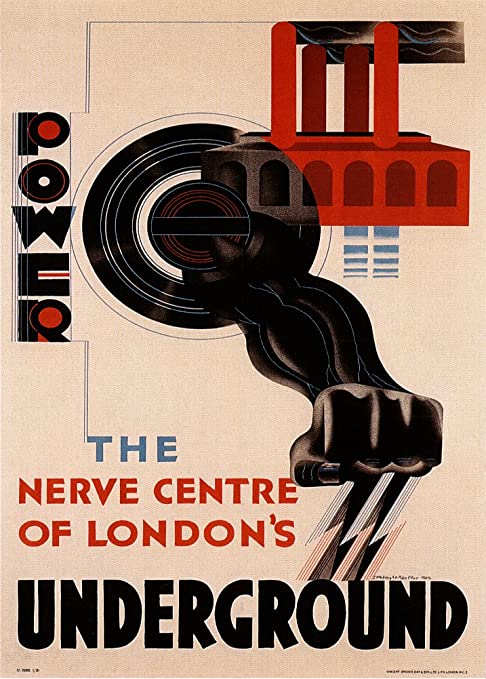 POWER
THE
NERVE CENTRE
OF LONDON'S
UNDERGROUND